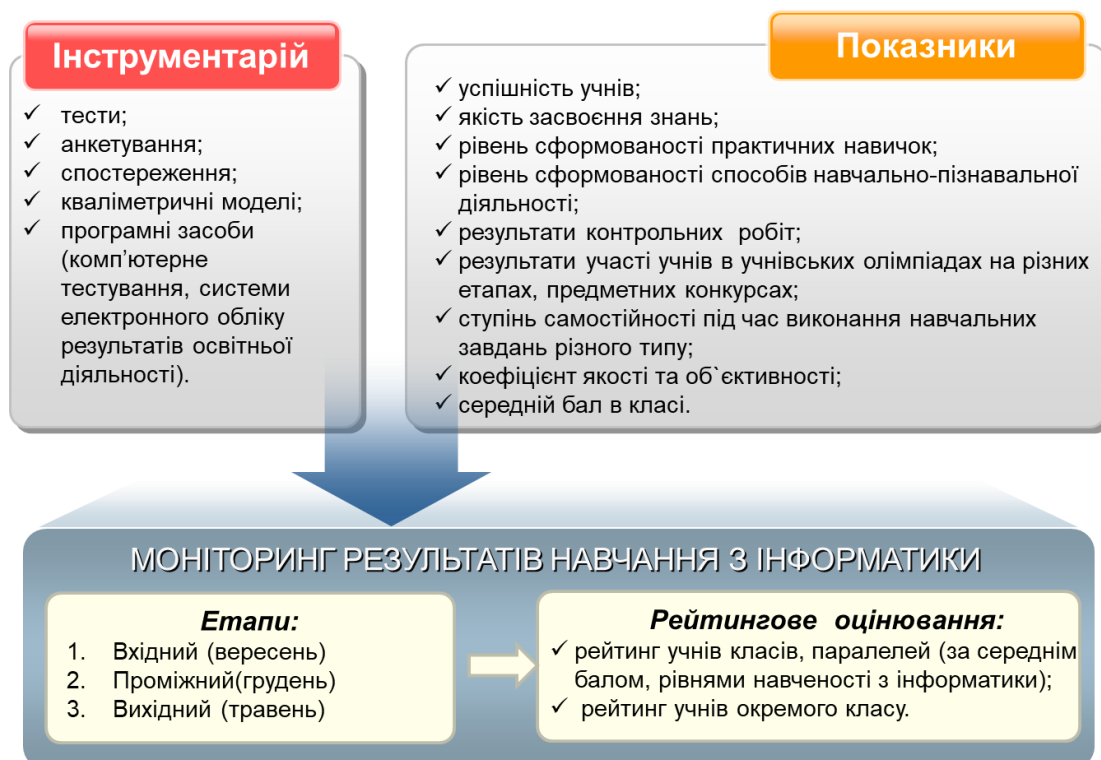 Інструментарій
✓ тести;
✓ анкетування;
✓ спостереження;
✓ кваліметричні моделі;
✓ програмні засоби
(комп’ютерне
тестування, системи
електронного обліку
результатів освітньої
діяльності).
Показники
✓ успішність учнів;
✓ якість засвоєння знань;
✓ рівень сформованості практичних навичок;
✓ рівень сформованості способів навчально-пізнавальної
діяльності;
✓ результати контрольних робіт;
✓ результати участі учнів в учнівських олімпіадах на різних
етапах, предметних конкурсах;
✓ ступінь самостійності під час виконання навчальних
завдань різного типу;
✓ коефіцієнт якості та об`єктивності;
✓ середній бал в класі.
МОНІТОРИНГ РЕЗУЛЬТАТІВ НАВЧАННЯ З ІНФОРМАТИКИ
Етапи:
1. Вхідний (вересень)
2. Проміжний(грудень)
3. Вихідний (травень)
Рейтингове оцінювання:
✓ рейтинг учнів класів, паралелей (за середнім
балом, рівнями навченості з інформатики);
✓ рейтинг учнів окремого класу.